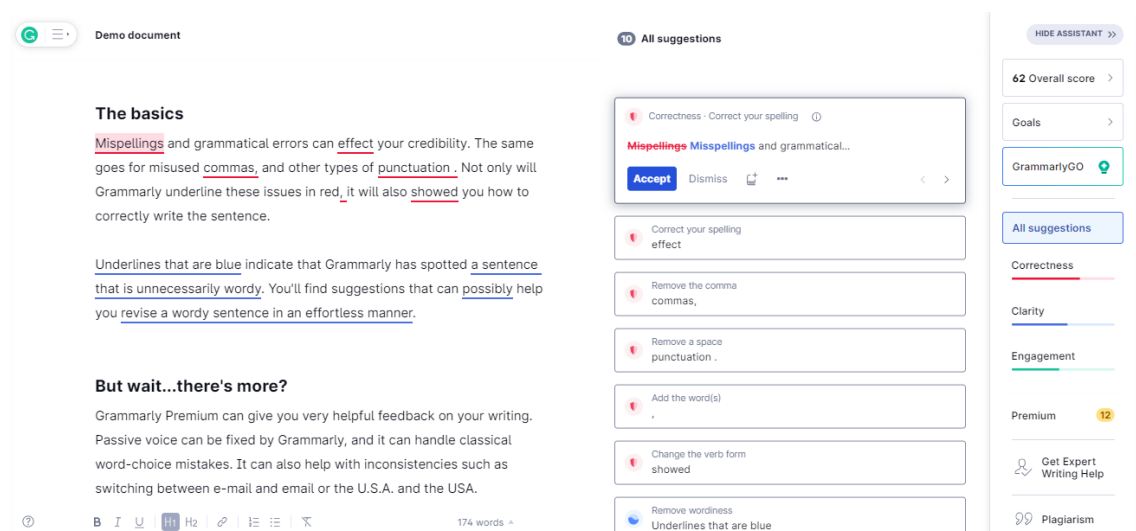 Demo document
10 All suggestions
HIDE ASSISTANT
The basics
Mispellings and grammatical errors can effect your credibility. The same
goes for misused commas, and other types of punctuation . Not only will
Grammarly underline these issues in red, it will also showed you how to
correctly write the sentence.
Underlines that are blue indicate that Grammarly has spotted a sentence
that is unnecessarily wordy. You'll find suggestions that can possibly help
you revise a wordy sentence in an effortless manner.
But wait...there's more?
Grammarly Premium can give you very helpful feedback on your writing.
Passive voice can be fixed by Grammarly, and it can handle classical
word-choice mistakes. It can also help with inconsistencies such as
switching between e-mail and email or the U.S.A. and the USA.
B I U H1 H2
174 words
Correctness · Correct your spelling
Mispellings Misspellings and grammatical...
Accept Dismiss
Correct your spelling
effect
Remove the comma
commas,
Remove a space
punctuation .
Add the word(s)
,
Change the verb form
showed
Remove wordiness
Underlines that are blue
62 Overall score
Goals
GrammarlyGO
All suggestions
Correctness
Clarity
Engagement
Premium 12
Get Expert
Writing Help
Plagiarism